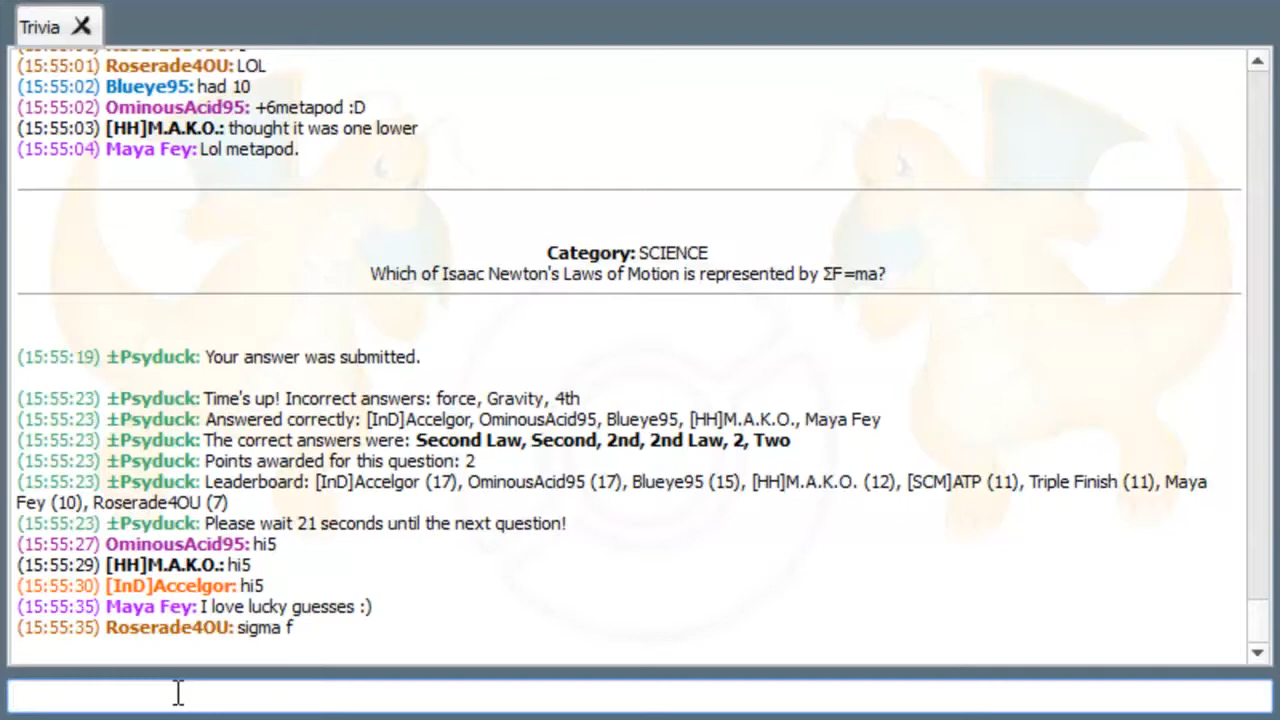 Trivia X
(15:55:01) Roserade4OU: LOL
(15:55:02) Blueye95: had 10
(15:55:02) OminousAcid95: +6metapod :D
(15:55:03) [HH]M.A.K.O.: thought it was one lower
(15:55:04) Maya Fey: Lol metapod.
Category: SCIENCE
Which of Isaac Newton's Laws of Motion is represented by ΣF=ma?
(15:55:19) ±Psyduck: Your answer was submitted.
(15:55:23) ±Psyduck: Time's up! Incorrect answers: force, Gravity, 4th
(15:55:23) ±Psyduck: Answered correctly: [InD]Accelgor, OminousAcid95, Blueye95, [HH]M.A.K.O., Maya Fey
(15:55:23) ±Psyduck: The correct answers were: Second Law, Second, 2nd, 2nd Law, 2, Two
(15:55:23) ±Psyduck: Points awarded for this question: 2
(15:55:23) ±Psyduck: Leaderboard: [InD]Accelgor (17), OminousAcid95 (17), Blueye95 (15), [HH]M.A.K.O. (12), [SCM]ATP (11), Triple Finish (11), Maya
Fey (10), Roserade4OU (7)
(15:55:23) ±Psyduck: Please wait 21 seconds until the next question!
(15:55:27) OminousAcid95: hi5
(15:55:29) [HH]M.A.K.O.: hi5
(15:55:30) [InD]Accelgor: hi5
(15:55:35) Maya Fey: I love lucky guesses :)
(15:55:35) Roserade4OU: sigma f